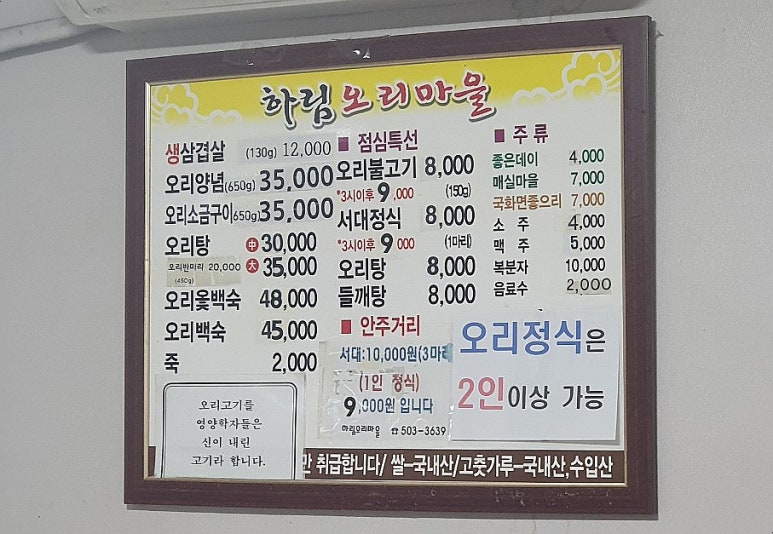 하림오리마을
생삼겹살 (130g) 12,000
오리양념(650g) 35,000
오리소금구이(650g) 35,000
오리탕 中 30,000
오리반마리 20,000 大 35,000
(450g)
오리옻백숙 48,000
오리백숙 45,000
죽 2,000
오리고기를
영양학자들은
신이 내린
고기라 합니다.
■ 점심특선
오리불고기 8,000
*3시이후 9,000 (150g)
서대정식 8,000
*3시이후 9000 (1마리)
오리탕 8,000
들깨탕 8,000
■ 안주거리
서대:10,000원(3마리
(1인 정식)
9,000원 입니다
하림오리마을 ☎503-3639
■ 주류
좋은데이 4,000
매실마을 7,000
국화면좋으리 7,000
소주 4,000
맥주 5,000
복분자 10,000
음료수 2,000
오리정식은
2인이상 가능
만 취급합니다/ 쌀-국내산/고춧가루-국내산,수입산